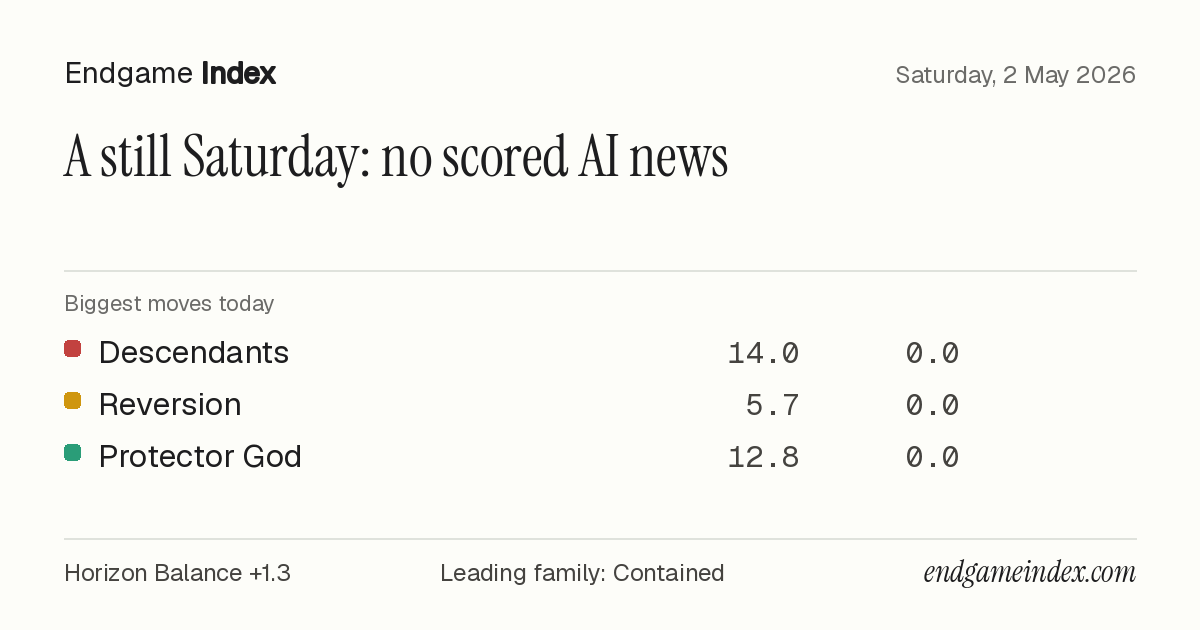 Endgame Index
Saturday, 2 May 2026
A still Saturday: no scored AI news
Biggest moves today
Descendants 14.0 0.0
Reversion 5.7 0.0
Protector God 12.8 0.0
Horizon Balance +1.3 Leading family: Contained endgameindex.com